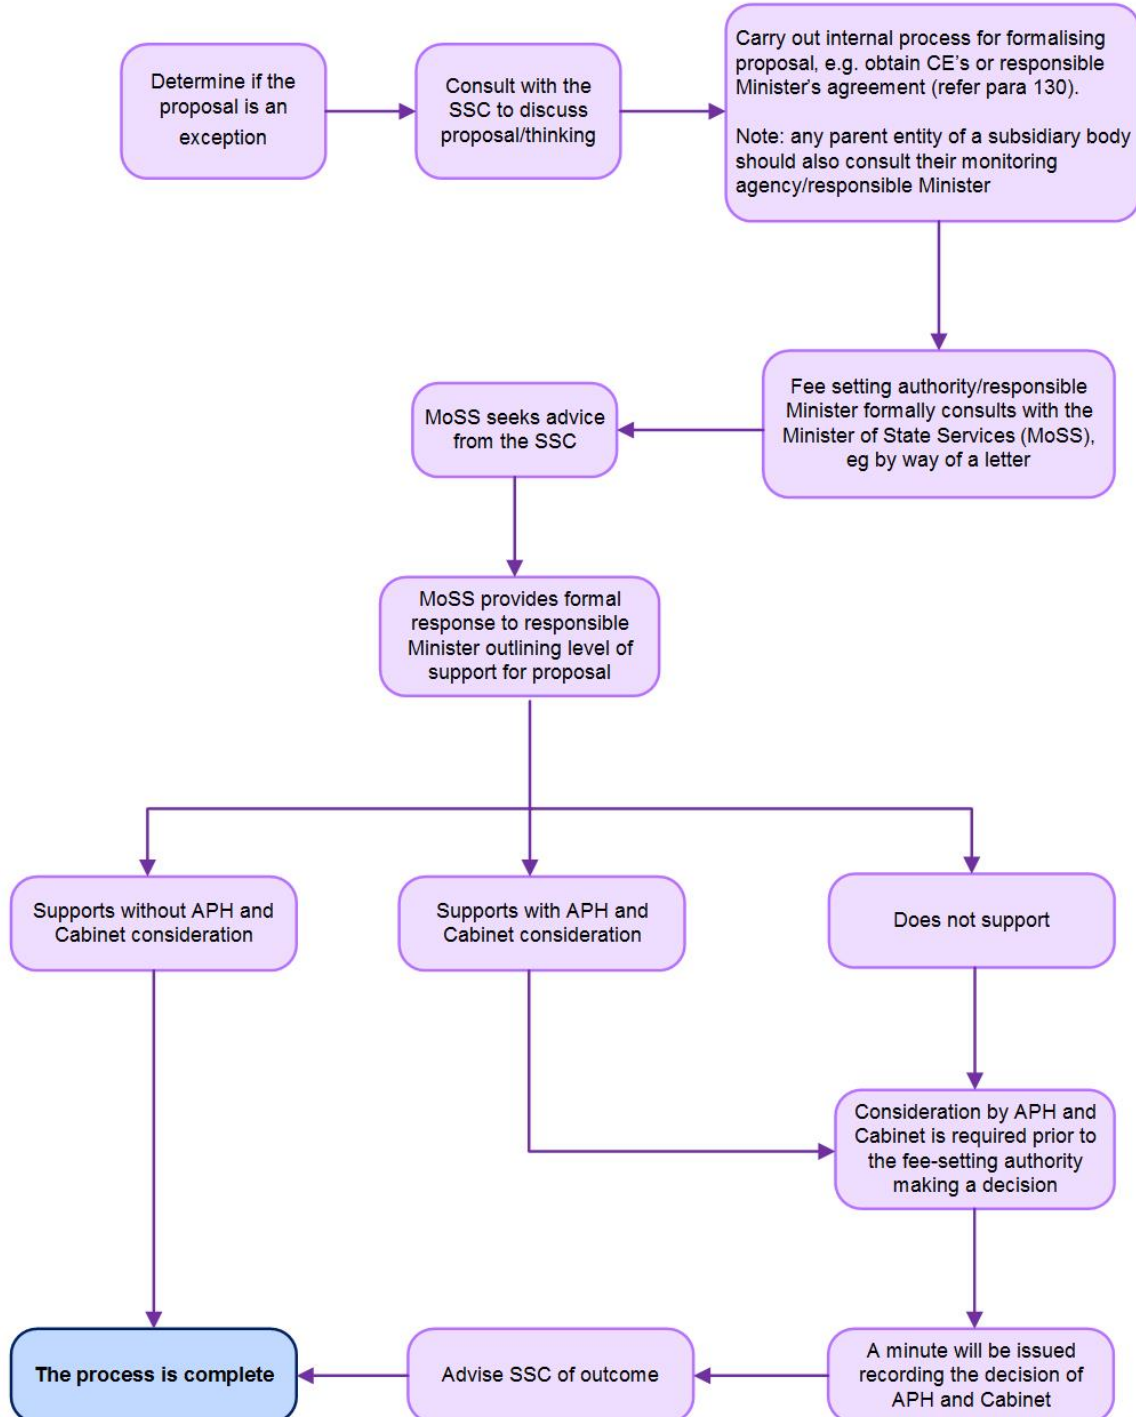 Determine if the
proposal is an
exception
Consult with the
SSC to discuss
proposal/thinking
Carry out internal process for formalising
proposal, e.g. obtain CE's or responsible
Minister's agreement (refer para 130).
Note: any parent entity of a subsidiary body
should also consult their monitoring
agency/responsible Minister
Fee setting authority/responsible
Minister formally consults with the
Minister of State Services (MoSS),
eg by way of a letter
MoSS seeks advice
from the SSC
MoSS provides formal
response to responsible
Minister outlining level of
support for proposal
Supports without APH and
Cabinet consideration
Supports with APH and
Cabinet consideration
Does not support
Consideration by APH and
Cabinet is required prior to
the fee-setting authority
making a decision
A minute will be issued
recording the decision of
APH and Cabinet
Advise SSC of outcome
The process is complete